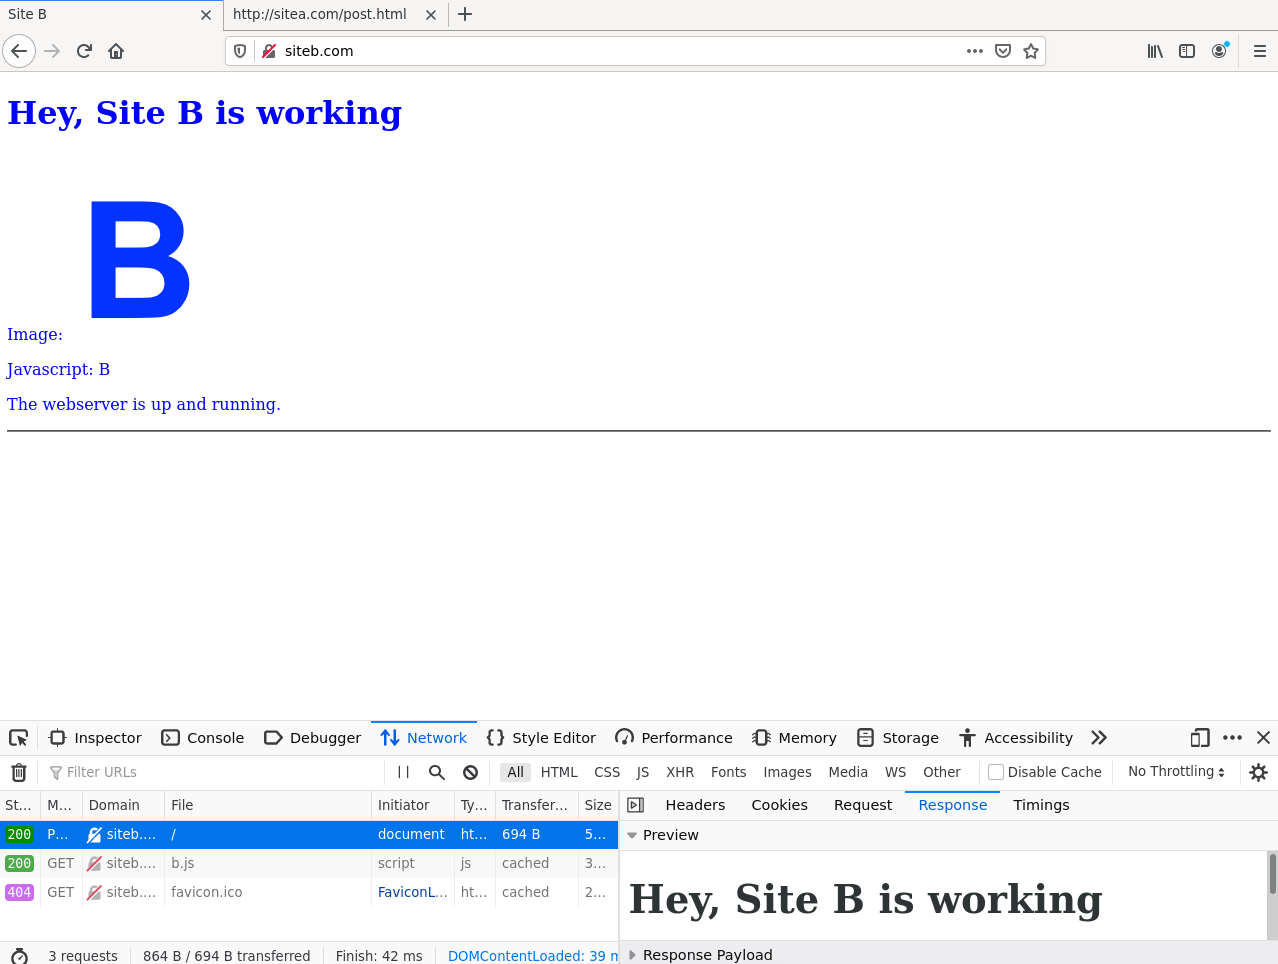 Site B
http://sitea.com/post.html
siteb.com
Hey, Site B is working
B
Image:
Javascript: B
The webserver is up and running.
Inspector Console Debugger Network Style Editor Performance Memory Storage Accessibility
Filter URLs All HTML CSS JS XHR Fonts Images Media WS Other Disable Cache No Throttling
St... M... Domain File Initiator Ty... Transfer... Size Headers Cookies Request Response Timings
200 P... siteb.... / document ht... 694 B 5...
Preview
200 GET siteb.... b.js script js cached 3...
404 GET siteb.... favicon.ico FaviconL... ht... cached 2...
Hey, Site B is working
3 requests 864 B / 694 B transferred Finish: 42 ms DOMContentLoaded: 39 m
Response Payload